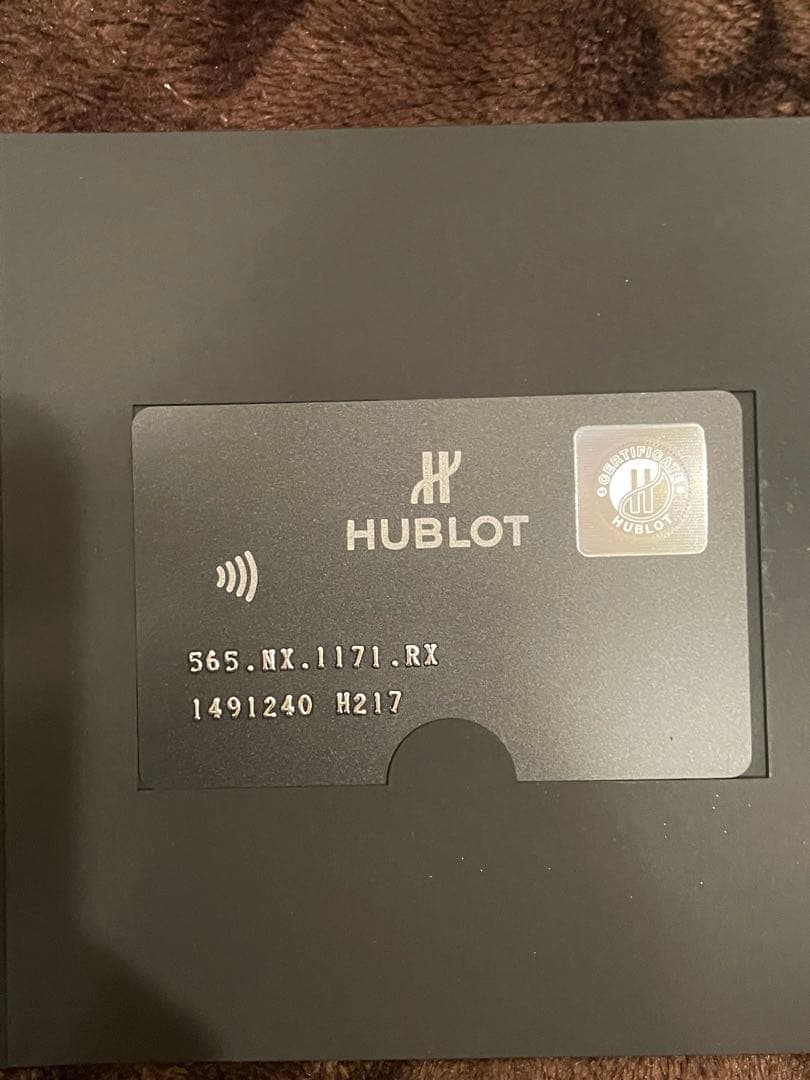 HUBLOT
CERTIFICATE
HUBLOT
565.NX.1171.RX
1491240 H217